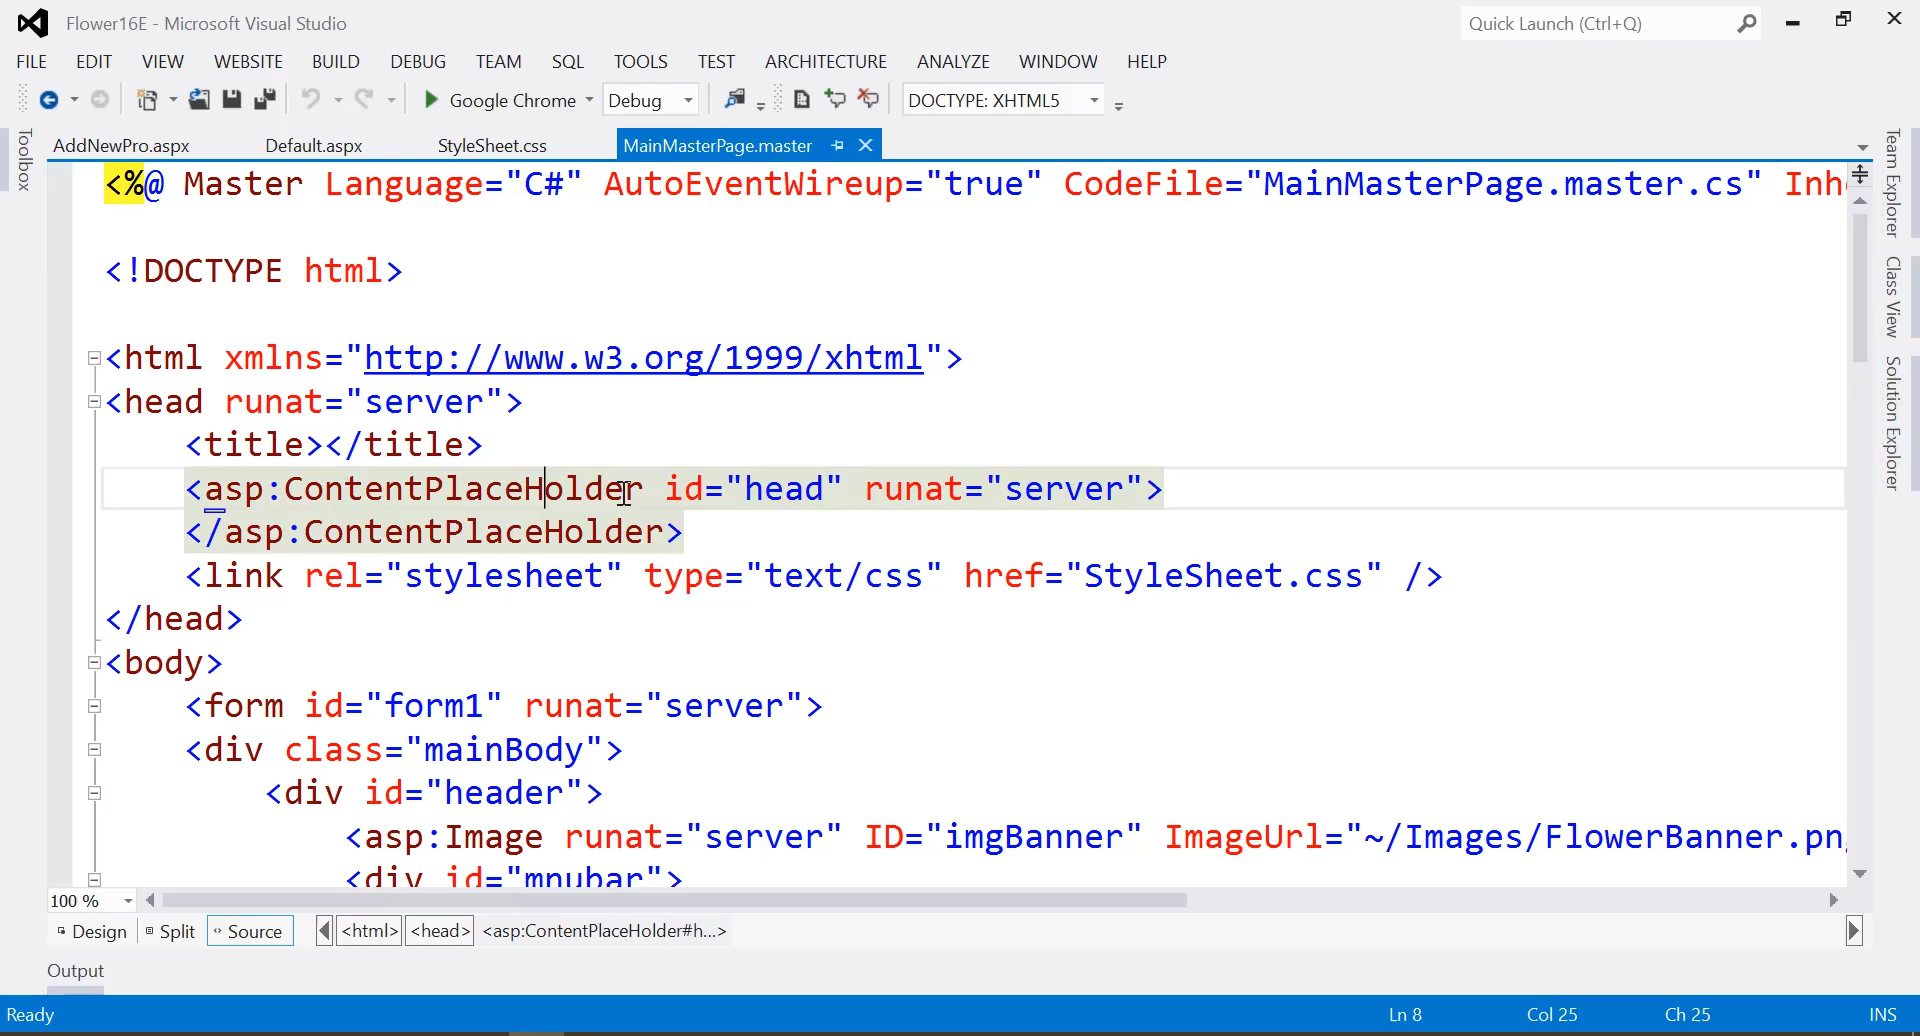 Flower16E - Microsoft Visual Studio
Quick Launch (Ctrl+Q)
FILE EDIT VIEW WEBSITE BUILD DEBUG TEAM SQL TOOLS TEST ARCHITECTURE ANALYZE WINDOW HELP
Google Chrome Debug DOCTYPE: XHTML5
Toolbox
AddNewPro.aspx Default.aspx StyleSheet.css MainMasterPage.master
<%@ Master Language="C#" AutoEventWireup="true" CodeFile="MainMasterPage.master.cs" Inh
<!DOCTYPE html>
<html xmlns="http://www.w3.org/1999/xhtml">
<head runat="server">
<title></title>
<asp:ContentPlaceHolder id="head" runat="server">
</asp:ContentPlaceHolder>
<link rel="stylesheet" type="text/css" href="StyleSheet.css" />
</head>
<body>
<form id="form1" runat="server">
<div class="mainBody">
<div id="header">
<asp:Image runat="server" ID="imgBanner" ImageUrl="~/Images/FlowerBanner.pn
<div id="mnubar">
Team Explorer
Class View
Solution Explorer
100 %
Design Split Source <html> <head> <asp:ContentPlaceHolder#h...>
Output
Ready Ln 8 Col 25 Ch 25 INS